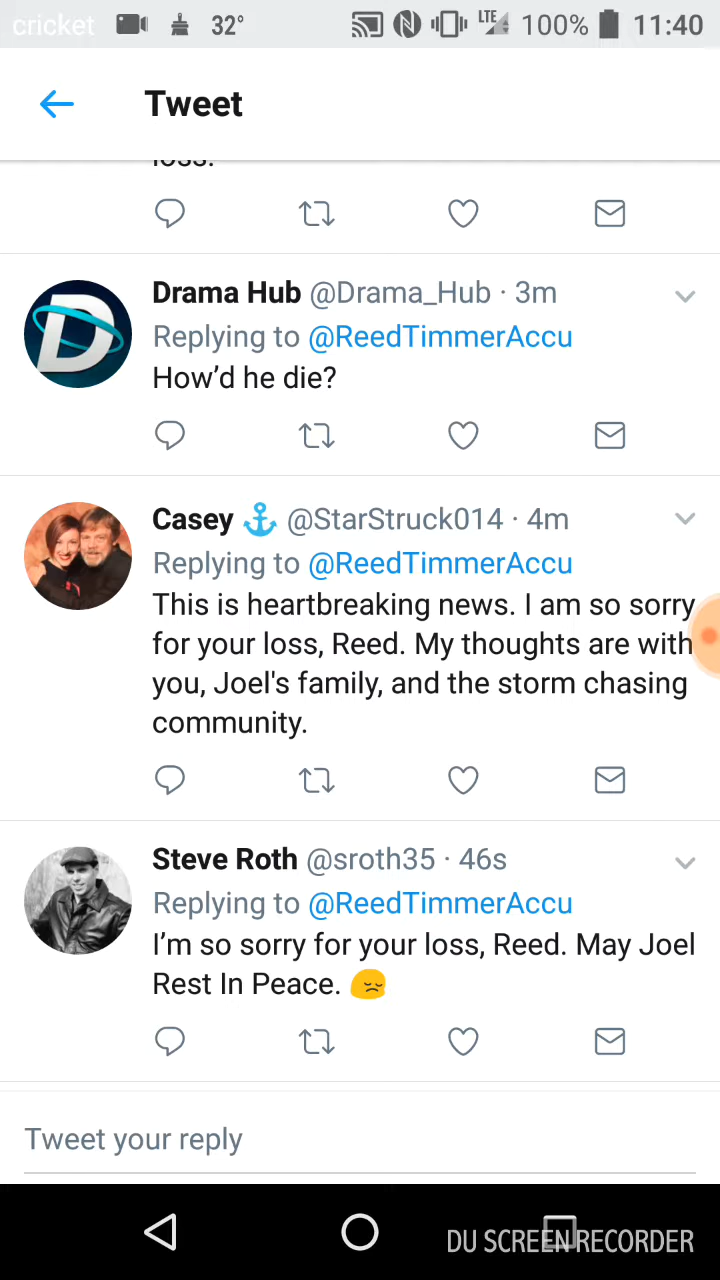 cricket 32° LTE 100% 11:40
Tweet
loss.
Drama Hub @Drama_Hub · 3m
Replying to @ReedTimmerAccu
How’d he die?
Casey @StarStruck014 · 4m
Replying to @ReedTimmerAccu
This is heartbreaking news. I am so sorry
for your loss, Reed. My thoughts are with
you, Joel's family, and the storm chasing
community.
Steve Roth @sroth35 · 46s
Replying to @ReedTimmerAccu
I’m so sorry for your loss, Reed. May Joel
Rest In Peace. 😔
Tweet your reply
DU SCREEN RECORDER